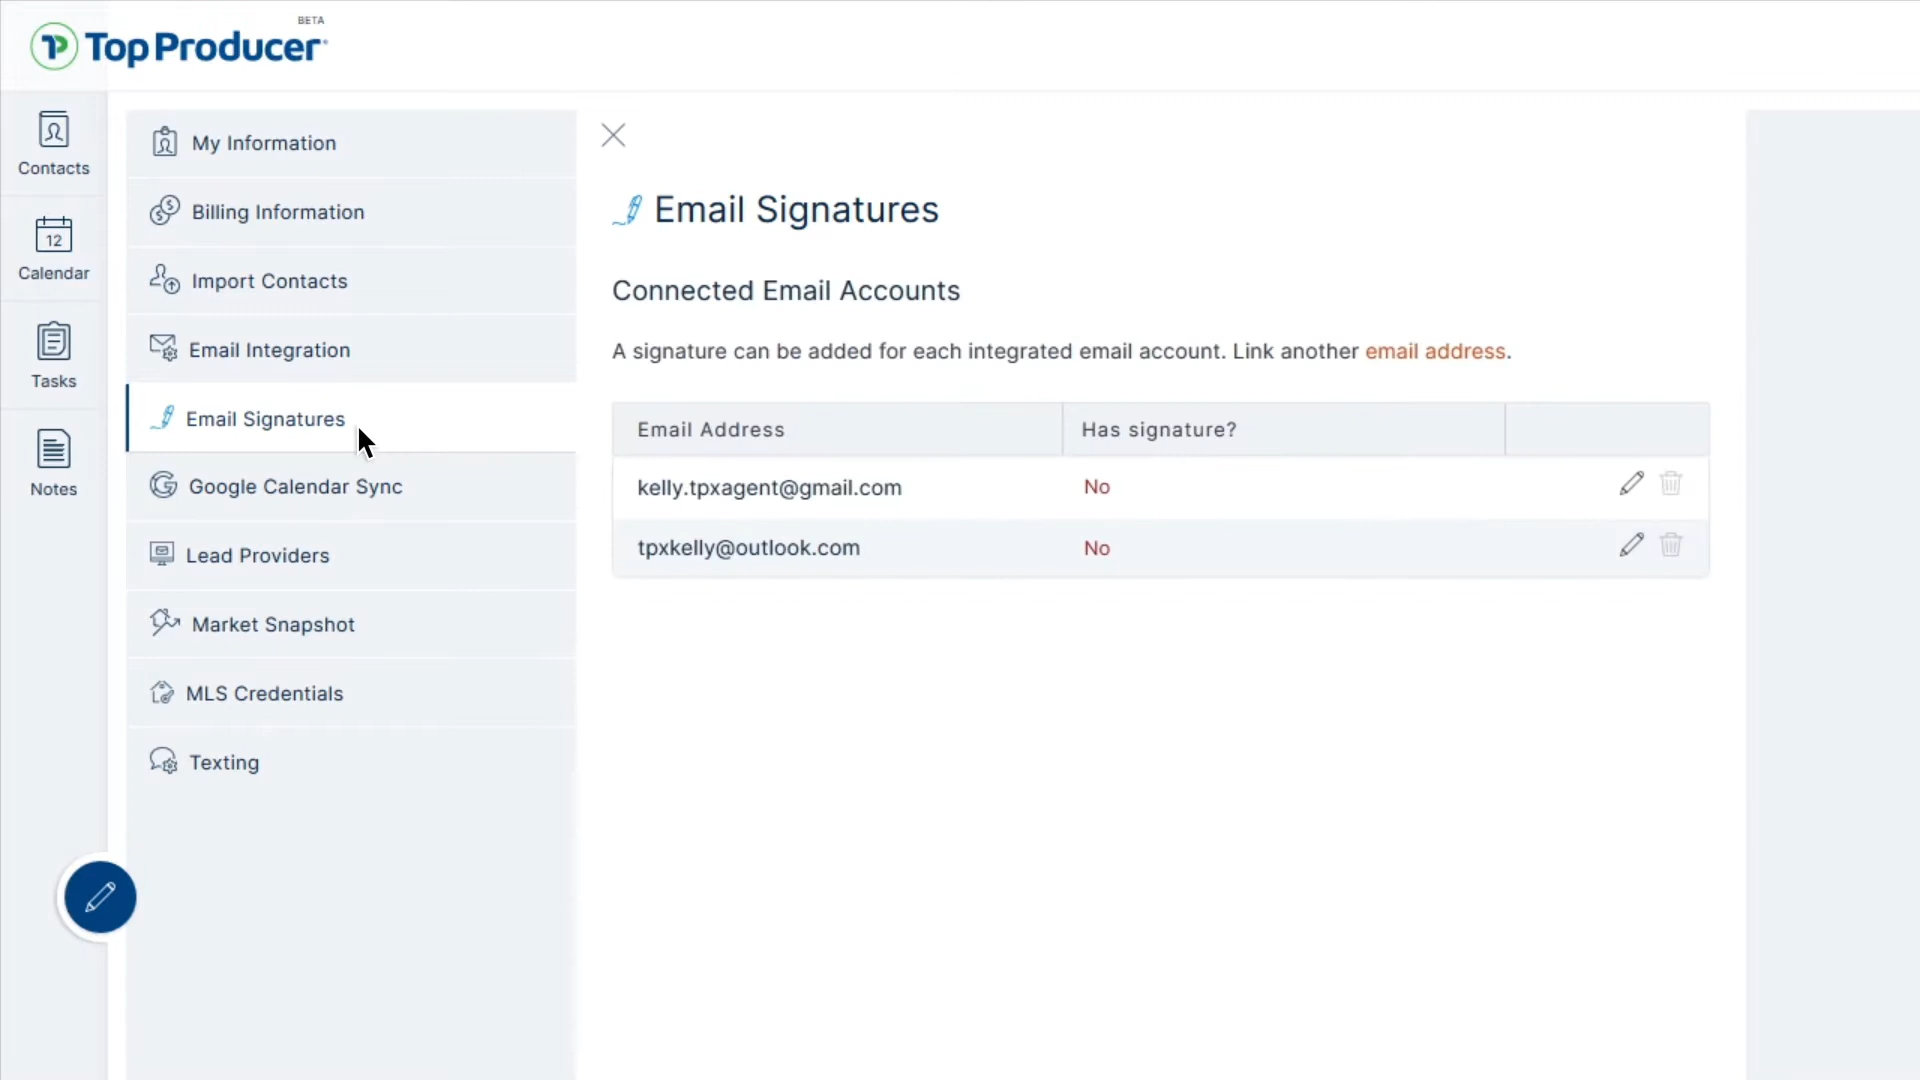 BETA
Top Producer
Contacts
12
Calendar
Tasks
Notes
My Information
Billing Information
Import Contacts
Email Integration
Email Signatures
Google Calendar Sync
Lead Providers
Market Snapshot
MLS Credentials
Texting
Email Signatures
Connected Email Accounts
A signature can be added for each integrated email account. Link another email address.
Email Address Has signature?
kelly.tpxagent@gmail.com No
tpxkelly@outlook.com No